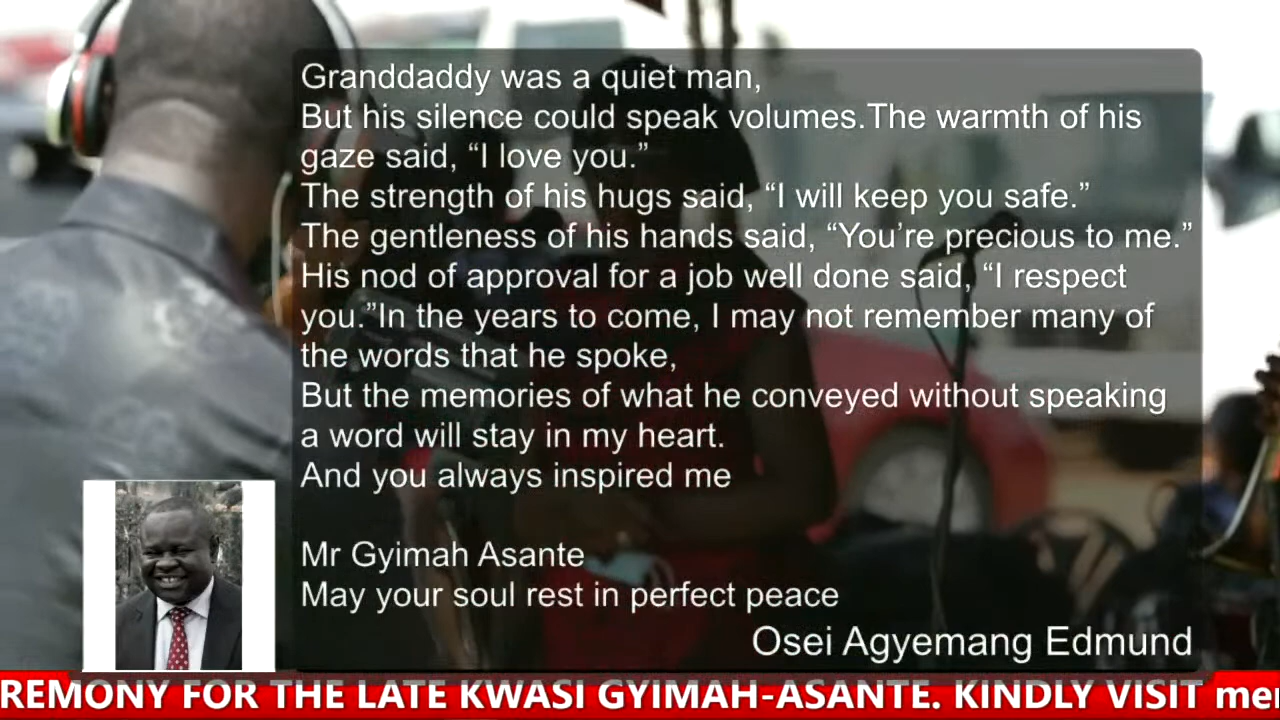 Granddaddy was a quiet man,
But his silence could speak volumes.The warmth of his
gaze said, “I love you.”
The strength of his hugs said, “I will keep you safe.”
The gentleness of his hands said, “You’re precious to me.”
His nod of approval for a job well done said, “I respect
you.”In the years to come, I may not remember many of
the words that he spoke,
But the memories of what he conveyed without speaking
a word will stay in my heart.
And you always inspired me
Mr Gyimah Asante
May your soul rest in perfect peace
Osei Agyemang Edmund
REMONY FOR THE LATE KWASI GYIMAH-ASANTE. KINDLY VISIT